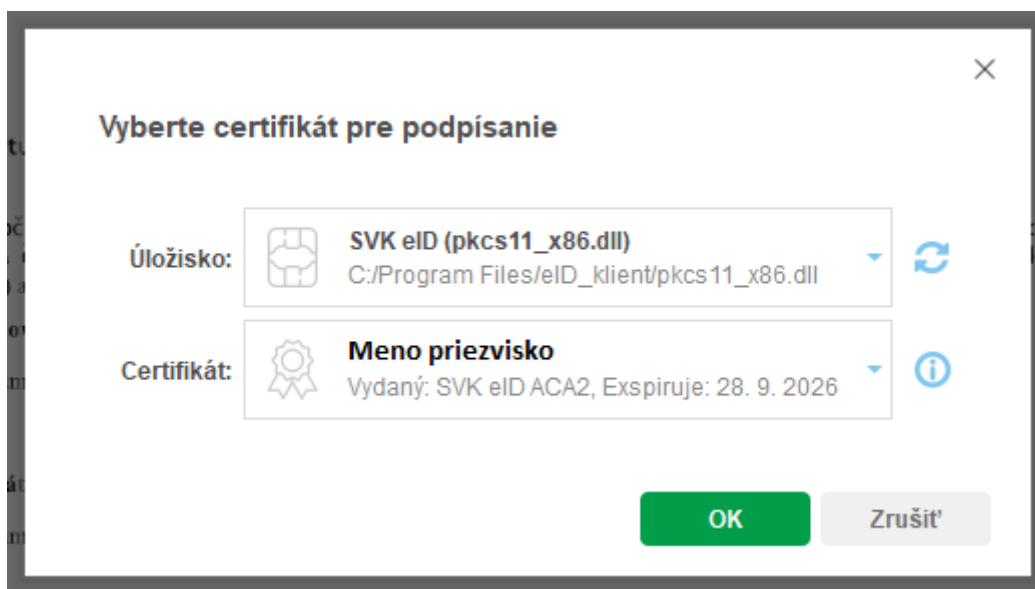 Vyberte certifikát pre podpísanie
Úložisko:
SVK eID (pkcs11_x86.dll)
C:/Program Files/eID_klient/pkcs11_x86.dll
Certifikát:
Meno priezvisko
Vydaný: SVK eID ACA2, Exspiruje: 28. 9. 2026
OK
Zrušiť